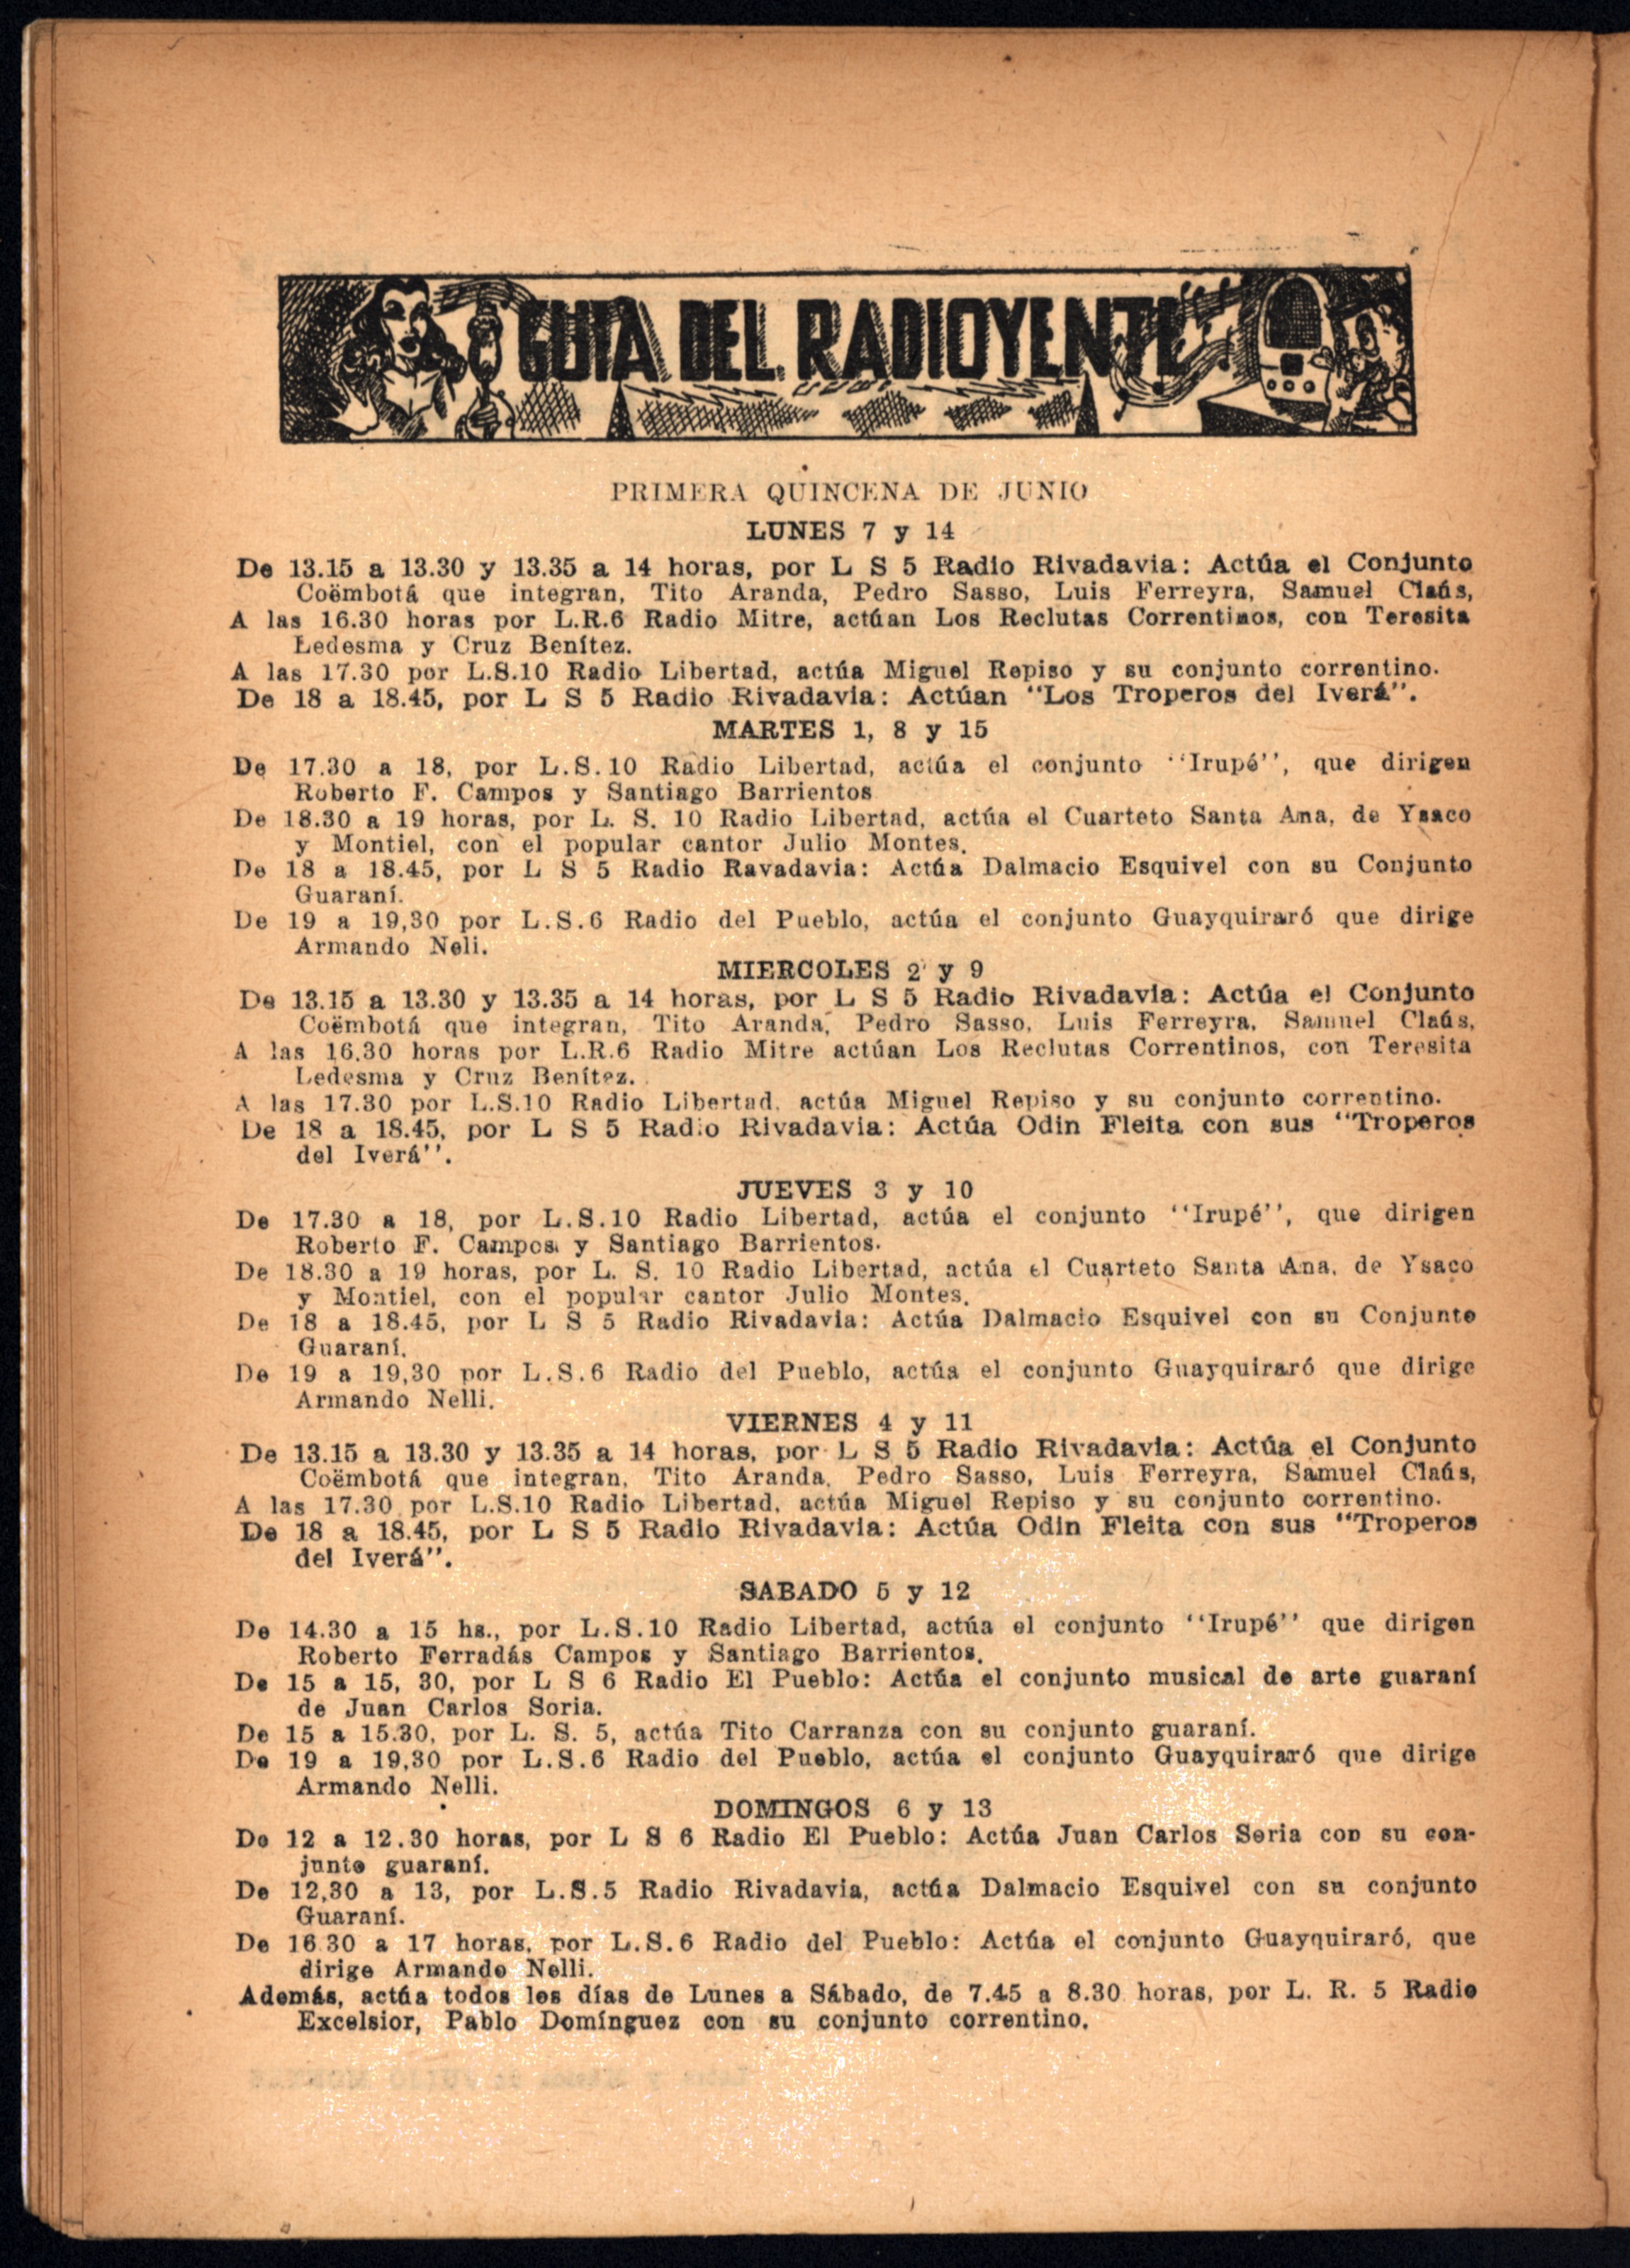 GUIA DEL RADIOYENTE
PRIMERA QUINCENA DE JUNIO
LUNES 7 y 14
De 13.15 a 13.30 y 13.35 a 14 horas, por L S 5 Radio Rivadavia: Actúa el Conjunto
Coëmbotá que integran, Tito Aranda, Pedro Sasso, Luis Ferreyra, Samuel Claús,
A las 16.30 horas por L.R.6 Radio Mitre, actúan Los Reclutas Correntinos, con Teresita
Ledesma y Cruz Benítez.
A las 17.30 por L.S.10 Radio Libertad, actúa Miguel Repiso y su conjunto correntino.
De 18 a 18.45, por L S 5 Radio Rivadavia: Actúan "Los Troperos del Iverá".
MARTES 1, 8 y 15
De 17.30 a 18, por L.S.10 Radio Libertad, actúa el conjunto "Irupé", que dirigen
Roberto F. Campos y Santiago Barrientos
De 18.30 a 19 horas, por L. S. 10 Radio Libertad, actúa el Cuarteto Santa Ana, de Ysaco
y Montiel, con el popular cantor Julio Montes.
De 18 a 18.45, por L S 5 Radio Ravadavia: Actúa Dalmacio Esquivel con su Conjunto
Guaraní.
De 19 a 19,30 por L.S.6 Radio del Pueblo, actúa el conjunto Guayquiraró que dirige
Armando Neli.
MIERCOLES 2 y 9
De 13.15 a 13.30 y 13.35 a 14 horas, por L S 5 Radio Rivadavia: Actúa el Conjunto
Coëmbotá que integran, Tito Aranda, Pedro Sasso, Luis Ferreyra, Samuel Claús,
A las 16.30 horas por L.R.6 Radio Mitre actúan Los Reclutas Correntinos, con Teresita
Ledesma y Cruz Benítez.
A las 17.30 por L.S.10 Radio Libertad, actúa Miguel Repiso y su conjunto correntino.
De 18 a 18.45, por L S 5 Radio Rivadavia: Actúa Odin Fleita con sus "Troperos
del Iverá".
JUEVES 3 y 10
De 17.30 a 18, por L.S.10 Radio Libertad, actúa el conjunto "Irupé", que dirigen
Roberto F. Campos y Santiago Barrientos.
De 18.30 a 19 horas, por L. S. 10 Radio Libertad, actúa el Cuarteto Santa Ana, de Ysaco
y Montiel, con el popular cantor Julio Montes.
De 18 a 18.45, por L S 5 Radio Rivadavia: Actúa Dalmacio Esquivel con su Conjunto
Guaraní.
De 19 a 19,30 por L.S.6 Radio del Pueblo, actúa el conjunto Guayquiraró que dirige
Armando Nelli.
VIERNES 4 y 11
De 13.15 a 13.30 y 13.35 a 14 horas, por L S 5 Radio Rivadavia: Actúa el Conjunto
Coëmbotá que integran, Tito Aranda, Pedro Sasso, Luis Ferreyra, Samuel Claús,
A las 17.30 por L.S.10 Radio Libertad, actúa Miguel Repiso y su conjunto correntino.
De 18 a 18.45, por L S 5 Radio Rivadavia: Actúa Odin Fleita con sus "Troperos
del Iverá".
SABADO 5 y 12
De 14.30 a 15 hs., por L.S.10 Radio Libertad, actúa el conjunto "Irupé" que dirigen
Roberto Ferradás Campos y Santiago Barrientos.
De 15 a 15, 30, por L S 6 Radio El Pueblo: Actúa el conjunto musical de arte guaraní
de Juan Carlos Soria.
De 15 a 15.30, por L. S. 5, actúa Tito Carranza con su conjunto guaraní.
De 19 a 19,30 por L.S.6 Radio del Pueblo, actúa el conjunto Guayquiraró que dirige
Armando Nelli.
DOMINGOS 6 y 13
De 12 a 12.30 horas, por L S 6 Radio El Pueblo: Actúa Juan Carlos Soria con su con-
junto guaraní.
De 12,30 a 13, por L.S.5 Radio Rivadavia, actúa Dalmacio Esquivel con su conjunto
Guaraní.
De 16 30 a 17 horas, por L.S.6 Radio del Pueblo: Actúa el conjunto Guayquiraró, que
dirige Armando Nelli.
Además, actúa todos los días de Lunes a Sábado, de 7.45 a 8.30 horas, por L. R. 5 Radio
Excelsior, Pablo Domínguez con su conjunto correntino.